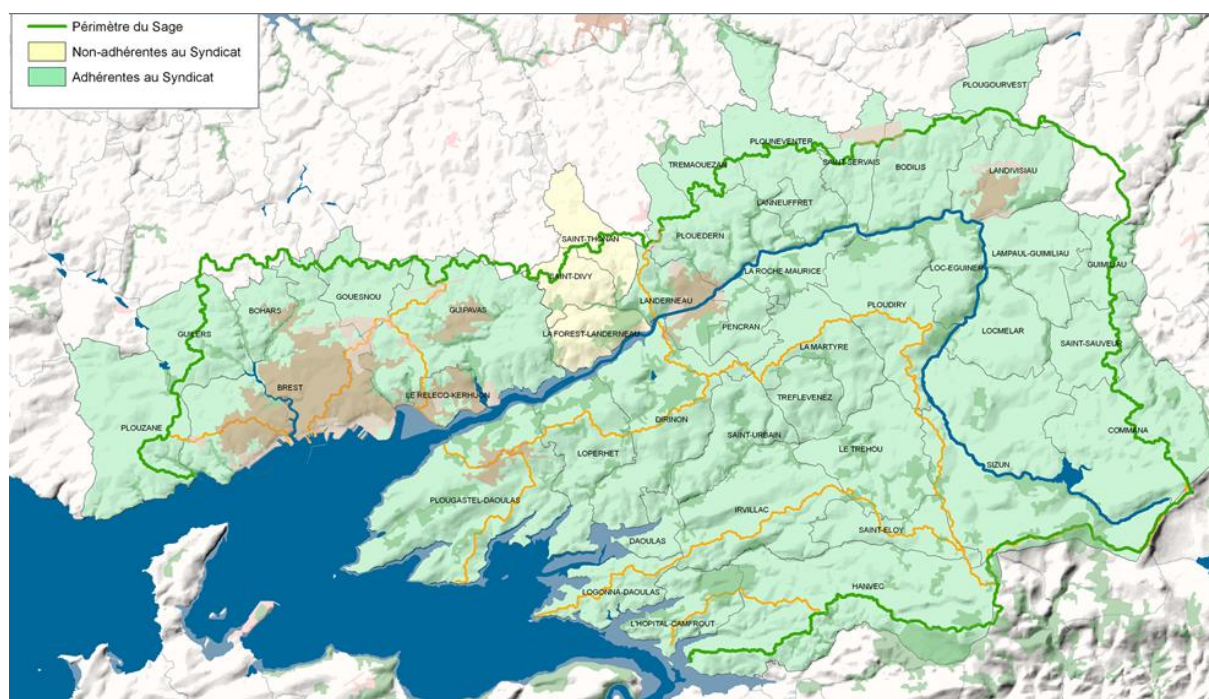 Périmètre du Sage
Non-adhérentes au Syndicat
Adhérentes au Syndicat
PLOUGOURVEST
PLOUNEVENTER
TREMAOUEZAN
SAINT-SERVAIS
BODILIS
LANDIVISIAU
LANNEUFFRET
SAINT-THONAN
PLOUEDERN
LAMPAUL-GUIMILIAU
GUIMILIAU
SAINT-DIVY
LA ROCHE-MAURICE
LOC-EGUINER
GOUESNOU
BOHARS
GUIPAVAS
LANDERNEAU
PLOUDIRY
GUILERS
LA FOREST-LANDERNEAU
PENCRAN
LOCMELAR
LA MARTYRE
SAINT-SAUVEUR
BREST
LE RELECQ-KERHUON
TREFLEVENEZ
PLOUZANE
DIRINON
COMMANA
SAINT-URBAIN
LOPERHET
LE TREHOU
SIZUN
PLOUGASTEL-DAOULAS
IRVILLAC
SAINT-ELOY
DAOULAS
HANVEC
LOGONNA-DAOULAS
L'HOPITAL-CAMFROUT